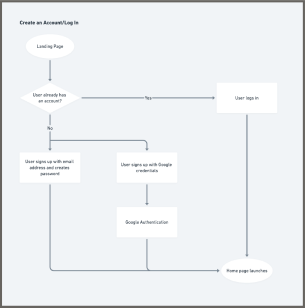 Create an Account/Log In
Landing Page
User already has
an account?
Yes
User logs in
No
User signs up with email
address and creates
password
User signs up with Google
credentials
Google Authentication
Home page launches